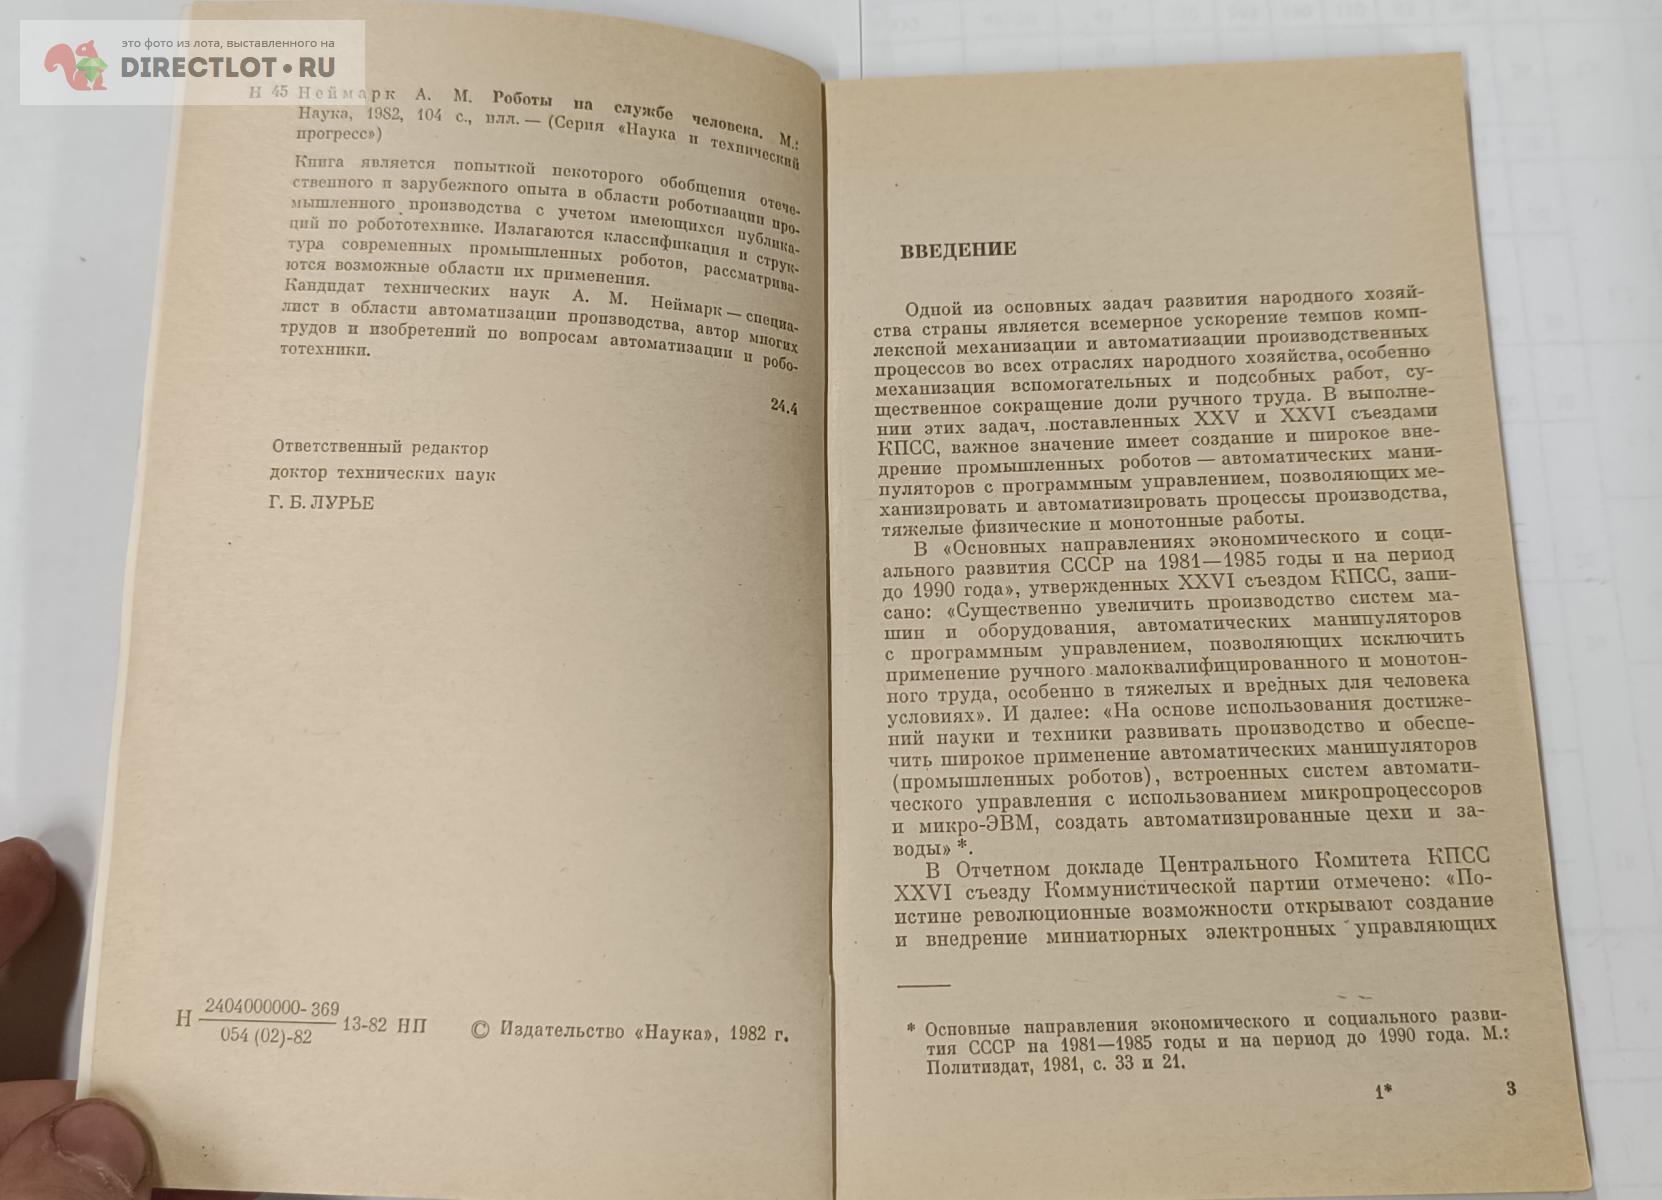 это фото из лота, выставленного на
DIRECTLOT.RU
Н 45 Неймарк А. М. Роботы на службе человека. М.:
Наука, 1982, 104 с., илл. — (Серия «Наука и технический
прогресс»)
Книга является попыткой некоторого обобщения отече-
ственного и зарубежного опыта в области роботизации про-
мышленного производства с учетом имеющихся публика-
ций по робототехнике. Излагаются классификация и струк-
тура современных промышленных роботов, рассматрива-
ются возможные области их применения.
Кандидат технических наук А. М. Неймарк — специа-
лист в области автоматизации производства, автор многих
трудов и изобретений по вопросам автоматизации и робо-
тотехники.
24.4
Ответственный редактор
доктор технических наук
Г. Б. ЛУРЬЕ
Н 2404000000-369
054 (02)-82 13-82 НП
© Издательство «Наука», 1982 г.
ВВЕДЕНИЕ
Одной из основных задач развития народного хозяй-
ства страны является всемерное ускорение темпов комп-
лексной механизации и автоматизации производственных
процессов во всех отраслях народного хозяйства, особенно
механизация вспомогательных и подсобных работ, су-
щественное сокращение доли ручного труда. В выполне-
нии этих задач, поставленных XXV и XXVI съездами
КПСС, важное значение имеет создание и широкое вне-
дрение промышленных роботов — автоматических мани-
пуляторов с программным управлением, позволяющих ме-
ханизировать и автоматизировать процессы производства,
тяжелые физические и монотонные работы.
В «Основных направлениях экономического и соци-
ального развития СССР на 1981—1985 годы и на период
до 1990 года», утвержденных XXVI съездом КПСС, запи-
сано: «Существенно увеличить производство систем ма-
шин и оборудования, автоматических манипуляторов
с программным управлением, позволяющих исключить
применение ручного малоквалифицированного и монотон-
ного труда, особенно в тяжелых и вредных для человека
условиях». И далее: «На основе использования достиже-
ний науки и техники развивать производство и обеспе-
чить широкое применение автоматических манипуляторов
(промышленных роботов), встроенных систем автомати-
ческого управления с использованием микропроцессоров
и микро-ЭВМ, создать автоматизированные цехи и за-
воды» *.
В Отчетном докладе Центрального Комитета КПСС
XXVI съезду Коммунистической партии отмечено: «По-
истине революционные возможности открывают создание
и внедрение миниатюрных электронных управляющих
* Основные направления экономического и социального разви-
тия СССР на 1981—1985 годы и на период до 1990 года. М.:
Политиздат, 1981, с. 33 и 21.
1* 3